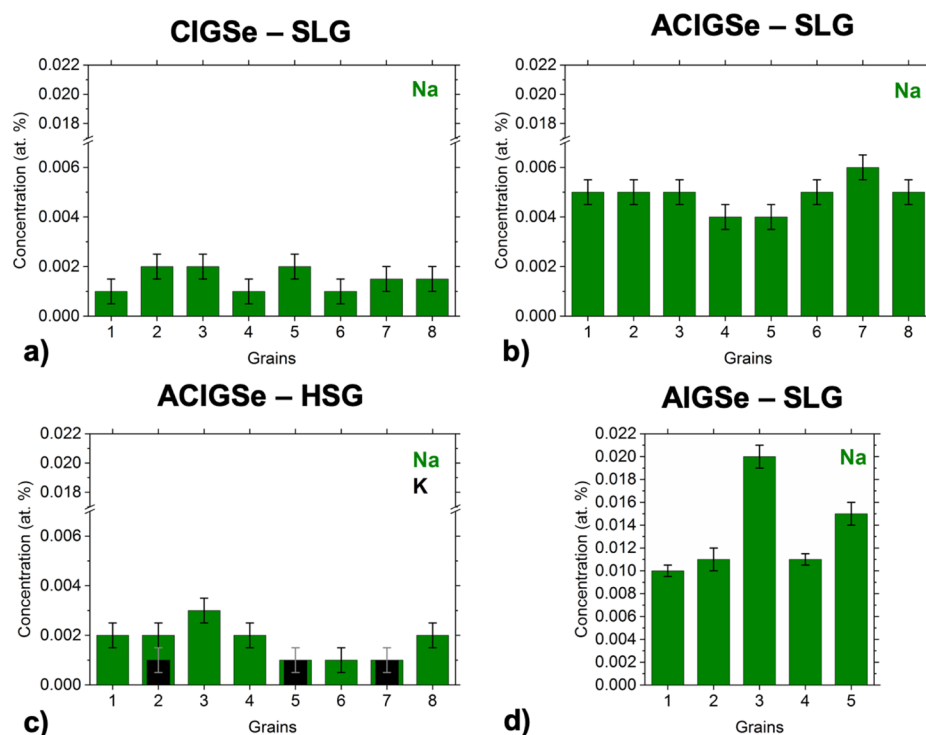 CIGSe – SLG
0.022
0.020
0.018
0.006
0.004
0.002
0.000
Concentration (at. %)
Na
1 2 3 4 5 6 7 8
Grains
a)
ACIGSe – SLG
0.022
0.020
0.018
0.006
0.004
0.002
0.000
Concentration (at. %)
Na
1 2 3 4 5 6 7 8
Grains
b)
ACIGSe – HSG
0.022
0.020
0.018
0.006
0.004
0.002
0.000
Concentration (at. %)
Na
K
1 2 3 4 5 6 7 8
Grains
c)
AIGSe – SLG
0.022
0.020
0.018
0.016
0.014
0.012
0.010
0.008
0.006
0.004
0.002
0.000
Concentration (at. %)
Na
1 2 3 4 5
Grains
d)